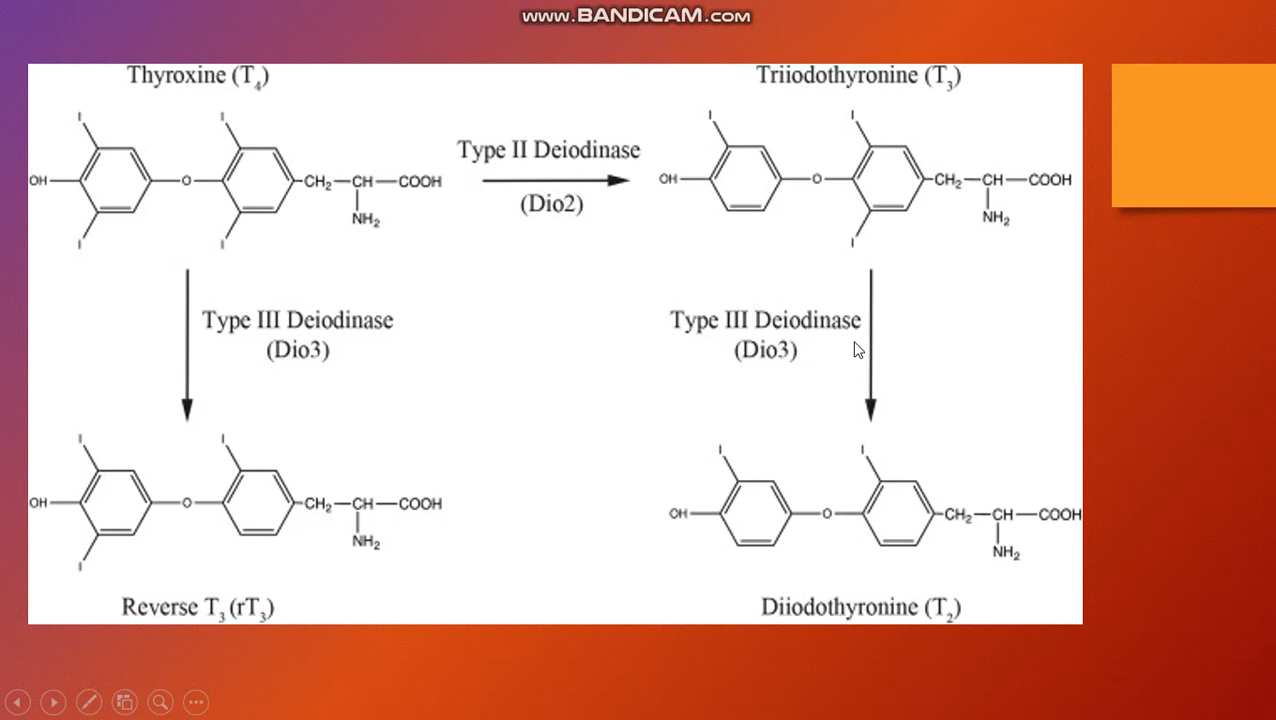 www.BANDICAM.com
Thyroxine (T4)
Triiodothyronine (T3)
I
I
I
I
OH
O
CH2—CH—COOH
NH2
I
I
Type II Deiodinase
(Dio2)
I
I
OH
O
CH2—CH—COOH
NH2
I
Type III Deiodinase
(Dio3)
Type III Deiodinase
(Dio3)
I
I
OH
O
CH2—CH—COOH
NH2
I
I
I
OH
O
CH2—CH—COOH
NH2
Reverse T3 (rT3)
Diiodothyronine (T2)